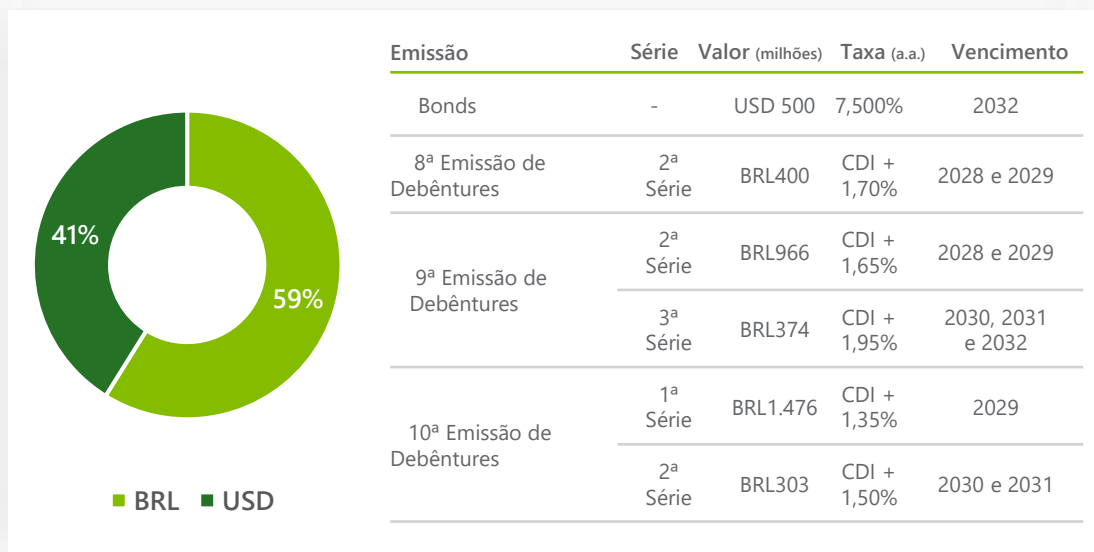 Emissão Série Valor (milhões) Taxa (a.a.) Vencimento
Bonds - USD 500 7,500% 2032
8ª Emissão de
Debêntures
2ª
Série
BRL400
CDI +
1,70%
2028 e 2029
9ª Emissão de
Debêntures
2ª
Série
BRL966
CDI +
1,65%
2028 e 2029
3ª
Série
BRL374
CDI +
1,95%
2030, 2031
e 2032
10ª Emissão de
Debêntures
1ª
Série
BRL1.476
CDI +
1,35%
2029
2ª
Série
BRL303
CDI +
1,50%
2030 e 2031
41%
59%
BRL USD